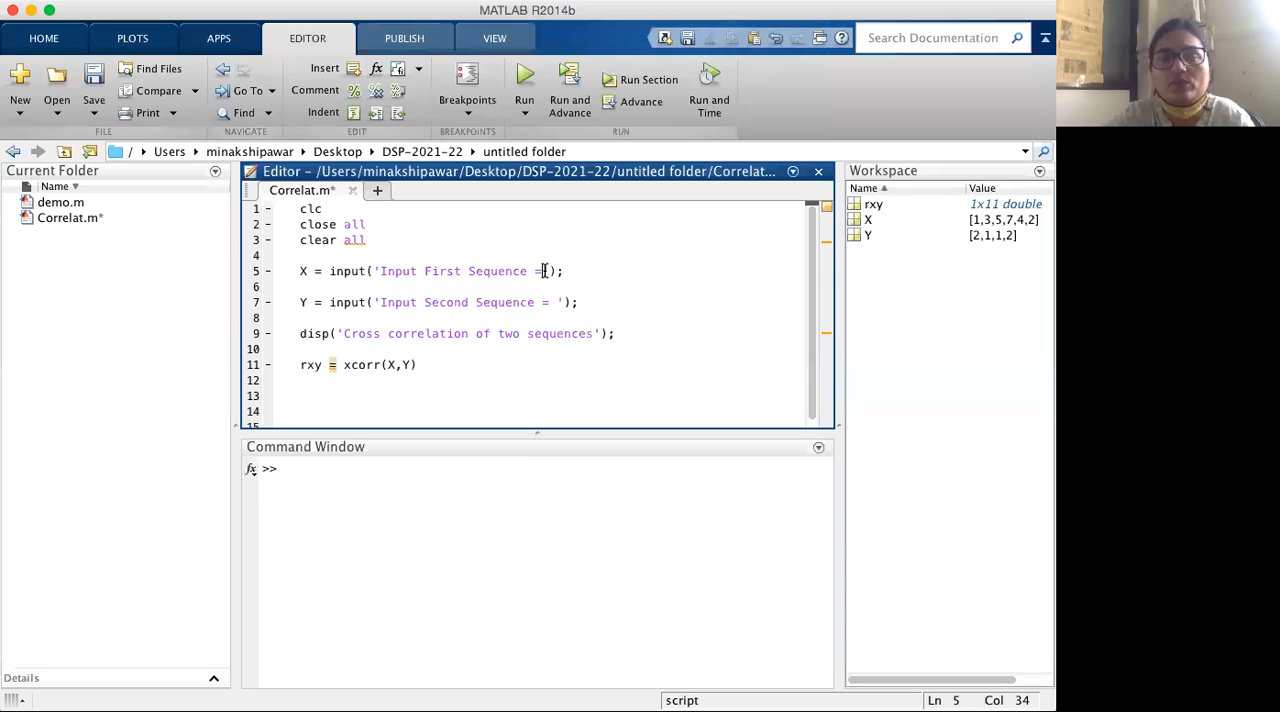 MATLAB R2014b
HOME PLOTS APPS EDITOR PUBLISH VIEW Search Documentation
New Open Save Find Files Compare Print Go To Find Insert Comment Indent Breakpoints Run Run and Advance Run Section Advance Run and Time
FILE NAVIGATE EDIT BREAKPOINTS RUN
/ Users minakshipawar Desktop DSP-2021-22 untitled folder
Current Folder
Name
demo.m
Correlat.m*
Details
Editor - /Users/minakshipawar/Desktop/DSP-2021-22/untitled folder/Correlat...
Correlat.m*
1 - clc
2 - close all
3 - clear all
4
5 - X = input('Input First Sequence =');
6
7 - Y = input('Input Second Sequence = ');
8
9 - disp('Cross correlation of two sequences');
10
11 - rxy = xcorr(X,Y)
12
13
14
15
Command Window
fx >>
Workspace
Name Value
rxy 1x11 double
X [1,3,5,7,4,2]
Y [2,1,1,2]
script Ln 5 Col 34